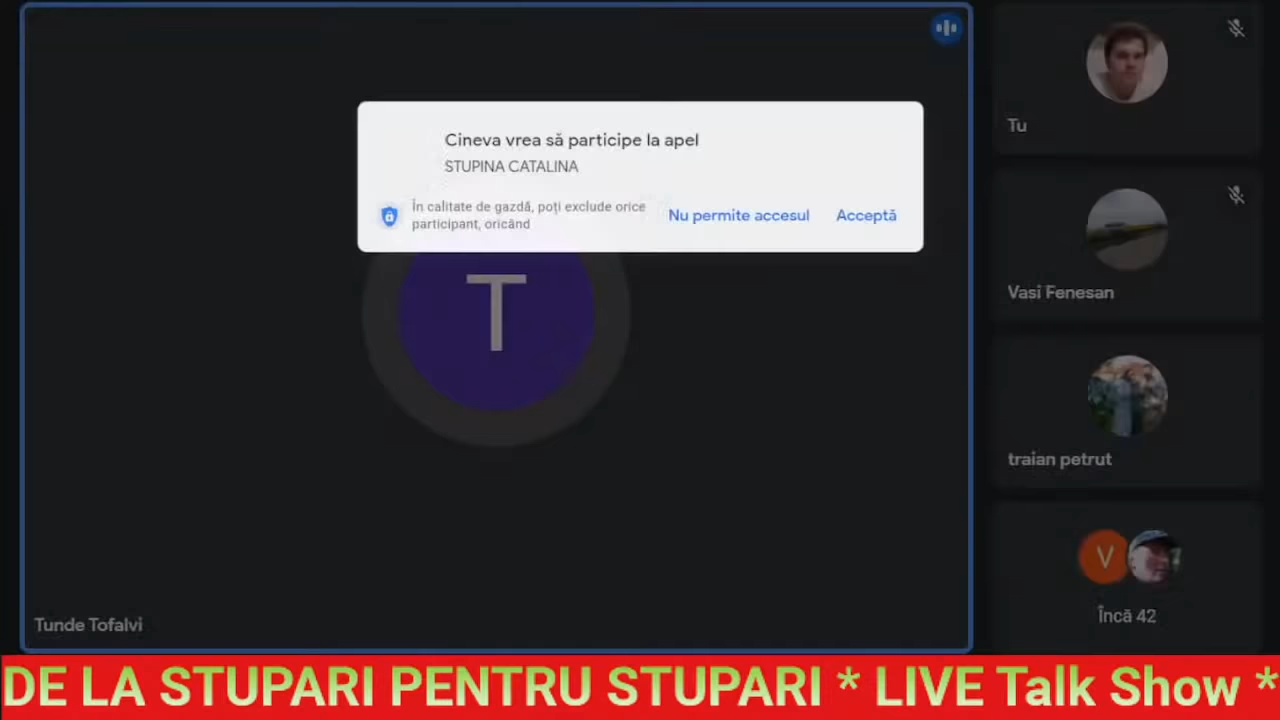 Cineva vrea să participe la apel
STUPINA CATALINA
În calitate de gazdă, poți exclude orice
participant, oricând
Nu permite accesul
Acceptă
T
Tunde Tofalvi
Tu
Vasi Fenesan
traian petrut
V
Încă 42
DE LA STUPARI PENTRU STUPARI * LIVE Talk Show *